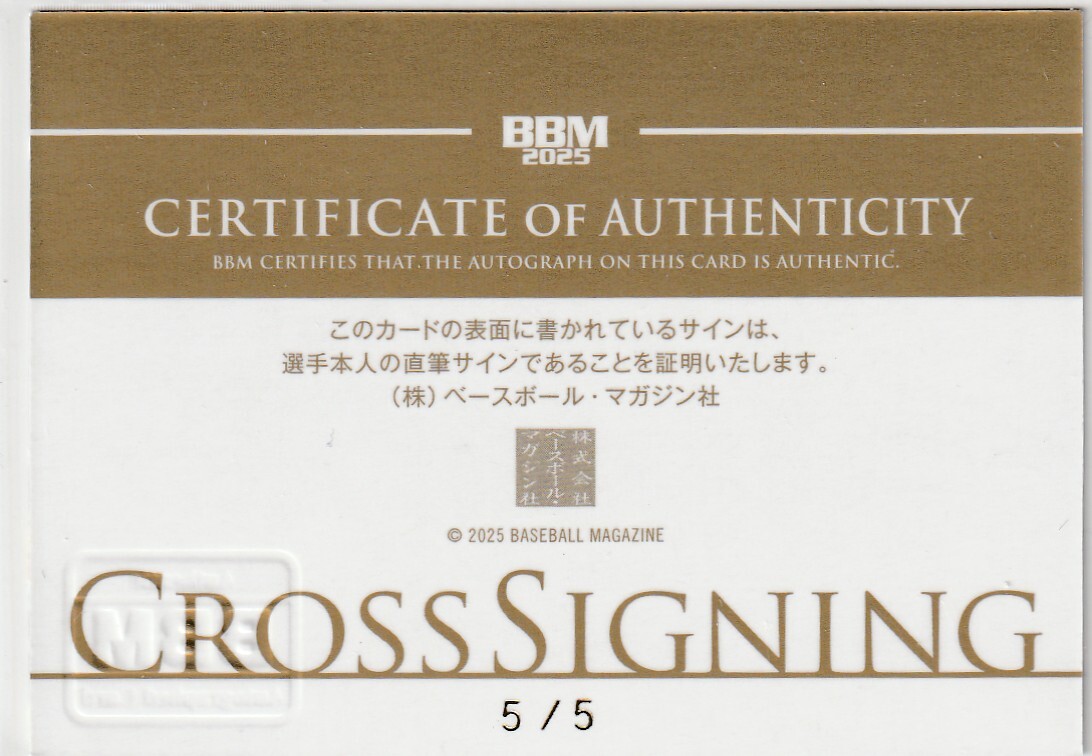 BBM
2025
CERTIFICATE OF AUTHENTICITY
BBM CERTIFIES THAT.THE AUTOGRAPH ON THIS CARD IS AUTHENTIC.
このカードの表面に書かれているサインは、
選手本人の直筆サインであることを証明いたします。
（株）ベースボール・マガジン社
株式会社
ベースボール・
マガジン社
© 2025 BASEBALL MAGAZINE
CROSSSIGNING
5 / 5